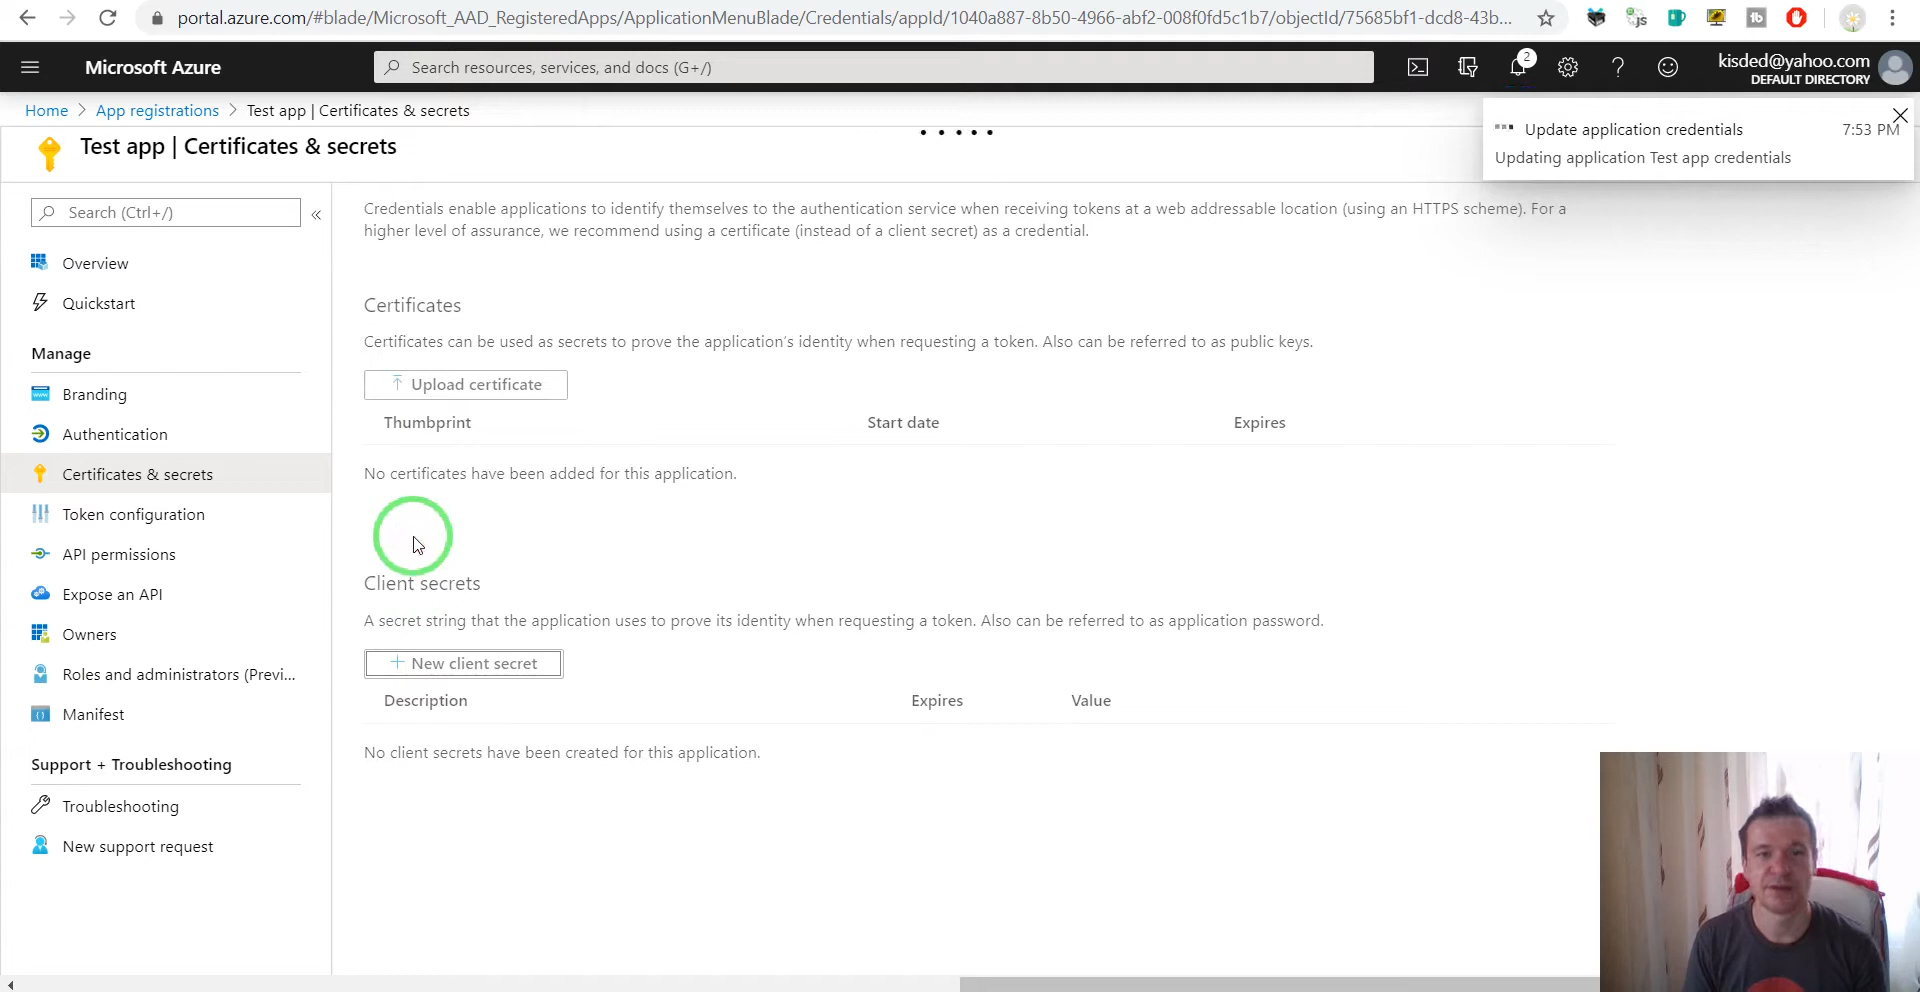 portal.azure.com/#blade/Microsoft_AAD_RegisteredApps/ApplicationMenuBlade/Credentials/appId/1040a887-8b50-4966-abf2-008f0fd5c1b7/objectId/75685bf1-dcd8-43b...
Microsoft Azure
Search resources, services, and docs (G+/)
2
kisded@yahoo.com
DEFAULT DIRECTORY
Home > App registrations > Test app | Certificates & secrets
Update application credentials 7:53 PM
Updating application Test app credentials
Test app | Certificates & secrets
Search (Ctrl+/)
«
Overview
Quickstart
Manage
Branding
Authentication
Certificates & secrets
Token configuration
API permissions
Expose an API
Owners
Roles and administrators (Previ...
Manifest
Support + Troubleshooting
Troubleshooting
New support request
Credentials enable applications to identify themselves to the authentication service when receiving tokens at a web addressable location (using an HTTPS scheme). For a
higher level of assurance, we recommend using a certificate (instead of a client secret) as a credential.
Certificates
Certificates can be used as secrets to prove the application's identity when requesting a token. Also can be referred to as public keys.
Upload certificate
Thumbprint Start date Expires
No certificates have been added for this application.
Client secrets
A secret string that the application uses to prove its identity when requesting a token. Also can be referred to as application password.
New client secret
Description Expires Value
No client secrets have been created for this application.